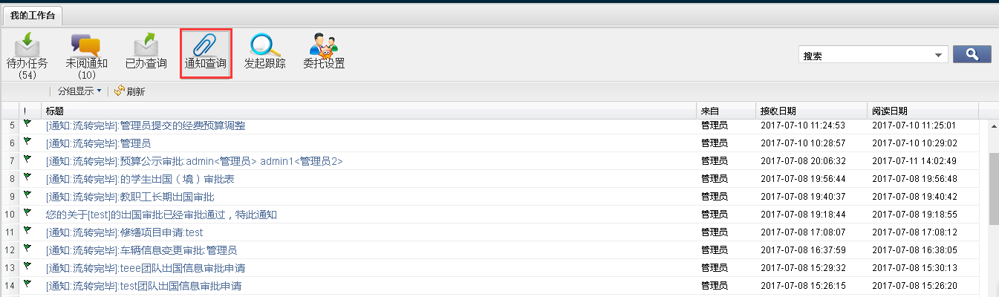 我的工作台
待办任务 未阅通知 已办查询 通知查询 发起跟踪 委托设置 搜索
(54) (10)
分组显示 刷新
! 标题 来自 接收日期 阅读日期
5 [通知:流转完毕]:管理员提交的经费预算调整 管理员 2017-07-10 11:24:53 2017-07-10 11:25:01
6 [通知:流转完毕]:管理员 管理员 2017-07-10 10:28:57 2017-07-10 10:29:02
7 [通知:流转完毕]:预算公示审批:admin<管理员> admin1<管理员2> 管理员 2017-07-08 20:06:32 2017-07-11 14:02:49
8 [通知:流转完毕]:的学生出国（境）审批表 管理员 2017-07-08 19:56:44 2017-07-08 19:56:48
9 [通知:流转完毕]:教职工长期出国审批 管理员 2017-07-08 19:40:37 2017-07-08 19:40:42
10 您的关于[test]的出国审批已经审批通过，特此通知 管理员 2017-07-08 19:18:44 2017-07-08 19:18:55
11 [通知:流转完毕]:修缮项目申请:test 管理员 2017-07-08 17:08:07 2017-07-08 17:08:12
12 [通知:流转完毕]:车辆信息变更审批:管理员 管理员 2017-07-08 16:37:59 2017-07-08 16:38:05
13 [通知:流转完毕]:teee团队出国信息审批申请 管理员 2017-07-08 15:29:32 2017-07-08 15:30:13
14 [通知:流转完毕]:test团队出国信息审批申请 管理员 2017-07-08 15:26:15 2017-07-08 15:26:20